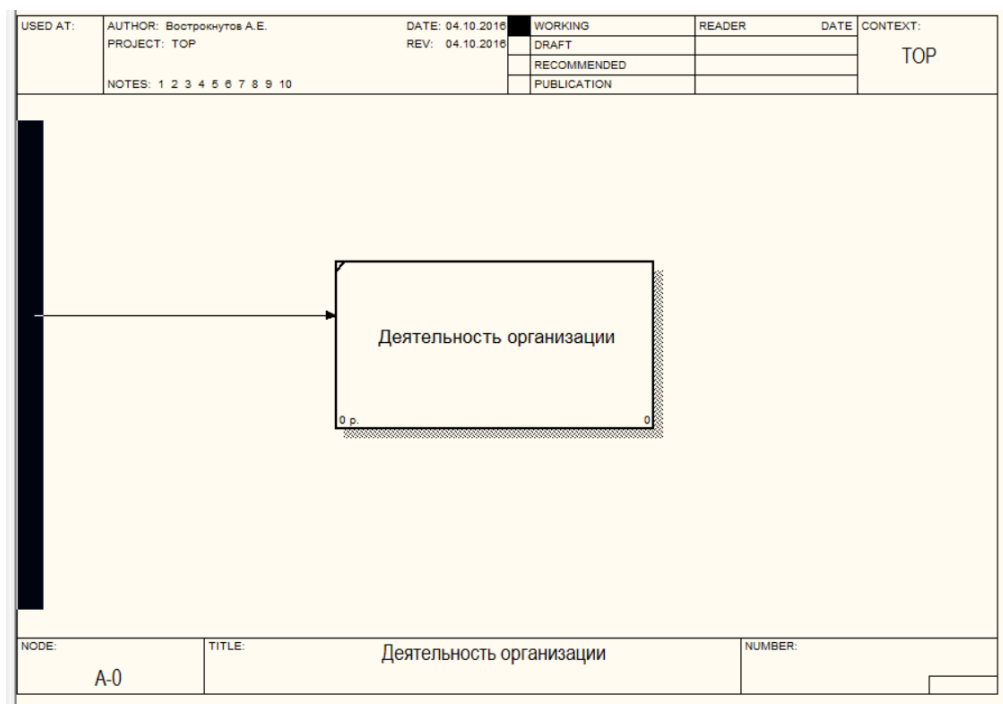 USED AT:
AUTHOR: Вострокнутов А.Е.
DATE: 04.10.2016
WORKING
READER
DATE
CONTEXT:
PROJECT: TOP
REV: 04.10.2016
DRAFT
TOP
RECOMMENDED
NOTES: 1 2 3 4 5 6 7 8 9 10
PUBLICATION
Деятельность организации
0 р.
0
NODE:
TITLE:
Деятельность организации
NUMBER:
A-0